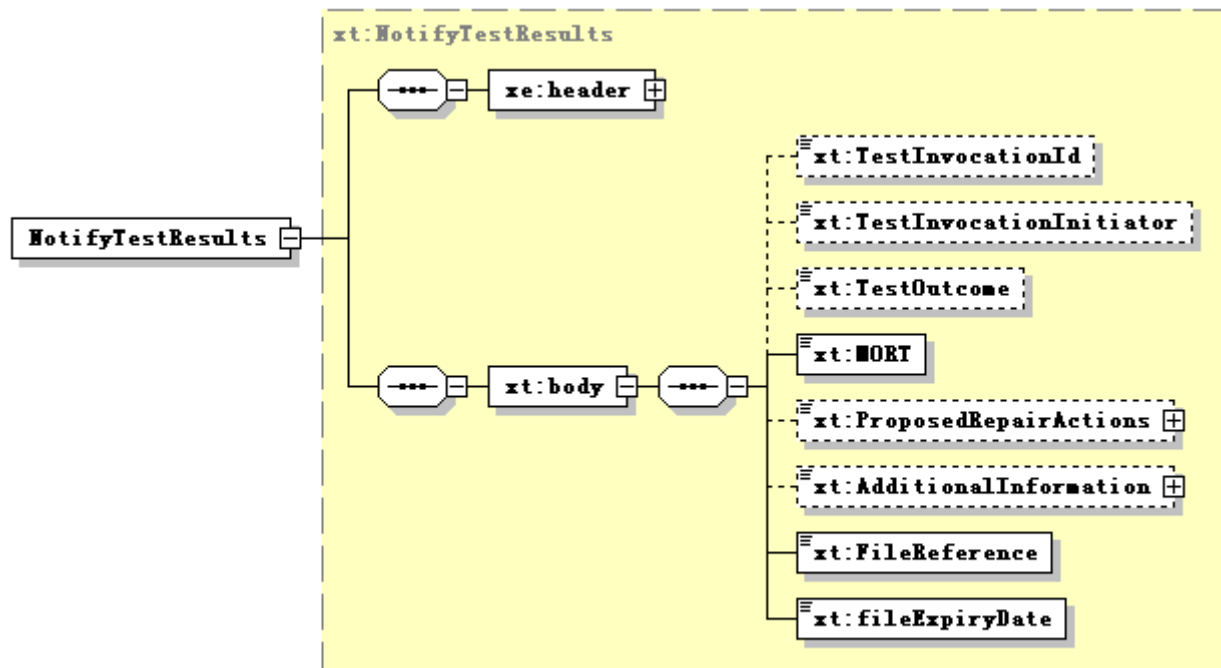 xt:NotifyTestResults
xe:header
xt:TestInvocationId
xt:TestInvocationInitiator
NotifyTestResults
xt:TestOutcome
xt:MORT
xt:body
xt:ProposedRepairActions
xt:AdditionalInformation
xt:FileReference
xt:fileExpiryDate